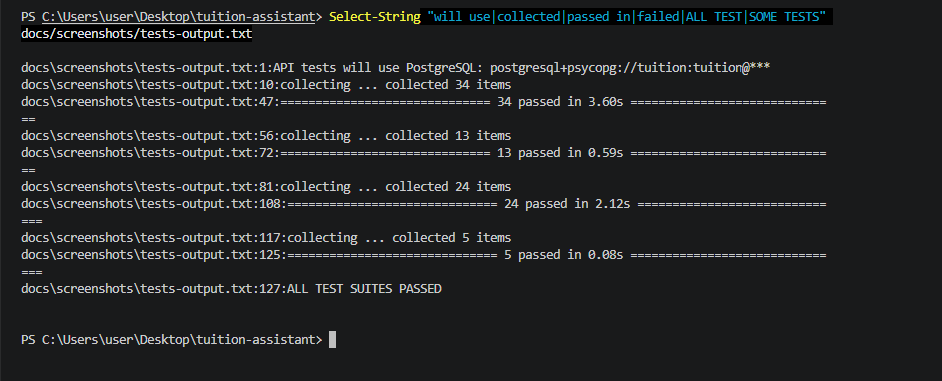 PS C:\Users\user\Desktop\tuition-assistant> Select-String "will use|collected|passed in|failed|ALL TEST|SOME TESTS"
docs/screenshots/tests-output.txt
docs\screenshots\tests-output.txt:1:API tests will use PostgreSQL: postgresql+psycopg://tuition:tuition@***
docs\screenshots\tests-output.txt:10:collecting ... collected 34 items
docs\screenshots\tests-output.txt:47:============================== 34 passed in 3.60s ============================
==
docs\screenshots\tests-output.txt:56:collecting ... collected 13 items
docs\screenshots\tests-output.txt:72:============================== 13 passed in 0.59s ============================
==
docs\screenshots\tests-output.txt:81:collecting ... collected 24 items
docs\screenshots\tests-output.txt:108:============================== 24 passed in 2.12s ===========================
===
docs\screenshots\tests-output.txt:117:collecting ... collected 5 items
docs\screenshots\tests-output.txt:125:============================== 5 passed in 0.08s ============================
===
docs\screenshots\tests-output.txt:127:ALL TEST SUITES PASSED
PS C:\Users\user\Desktop\tuition-assistant>